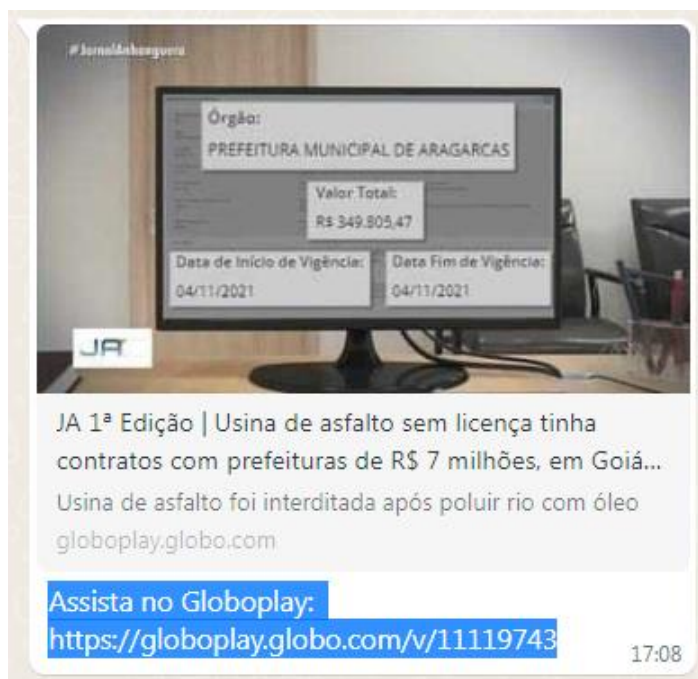 #JornalAnhanguera
Órgão:
PREFEITURA MUNICIPAL DE ARAGARCAS
Valor Total:
R$ 349.805,47
Data de Início de Vigência:
04/11/2021
Data Fim de Vigência:
04/11/2021
JA
JA 1ª Edição | Usina de asfalto sem licença tinha
contratos com prefeituras de R$ 7 milhões, em Goiá...
Usina de asfalto foi interditada após poluir rio com óleo
globoplay.globo.com
Assista no Globoplay:
https://globoplay.globo.com/v/11119743
17:08